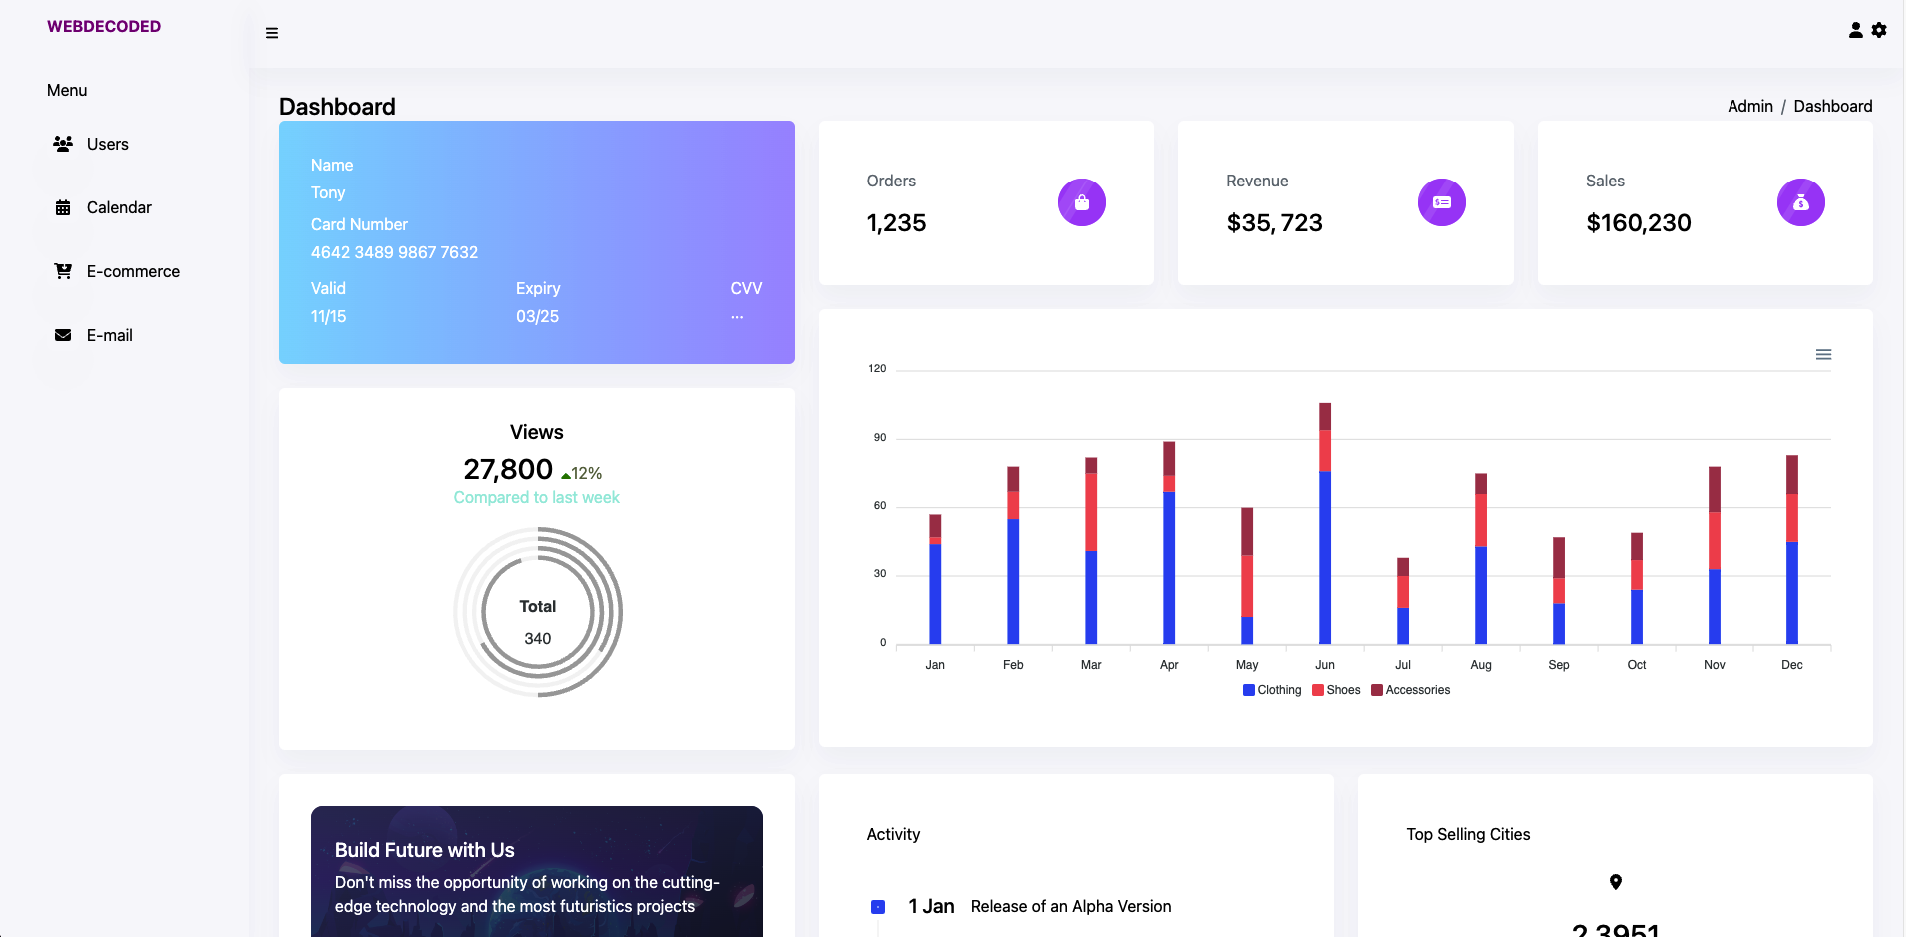 WEBDECODED
Menu
Users
Calendar
E-commerce
E-mail
Dashboard
Admin / Dashboard
Name
Tony
Card Number
4642 3489 9867 7632
Valid Expiry CVV
11/15 03/25 ···
Orders
1,235
Revenue
$35, 723
Sales
$160,230
Views
27,800 12%
Compared to last week
Total
340
120
90
60
30
0
Jan Feb Mar Apr May Jun Jul Aug Sep Oct Nov Dec
Clothing Shoes Accessories
Build Future with Us
Don't miss the opportunity of working on the cutting-
edge technology and the most futuristics projects
Activity
1 Jan Release of an Alpha Version
Top Selling Cities
2,3951